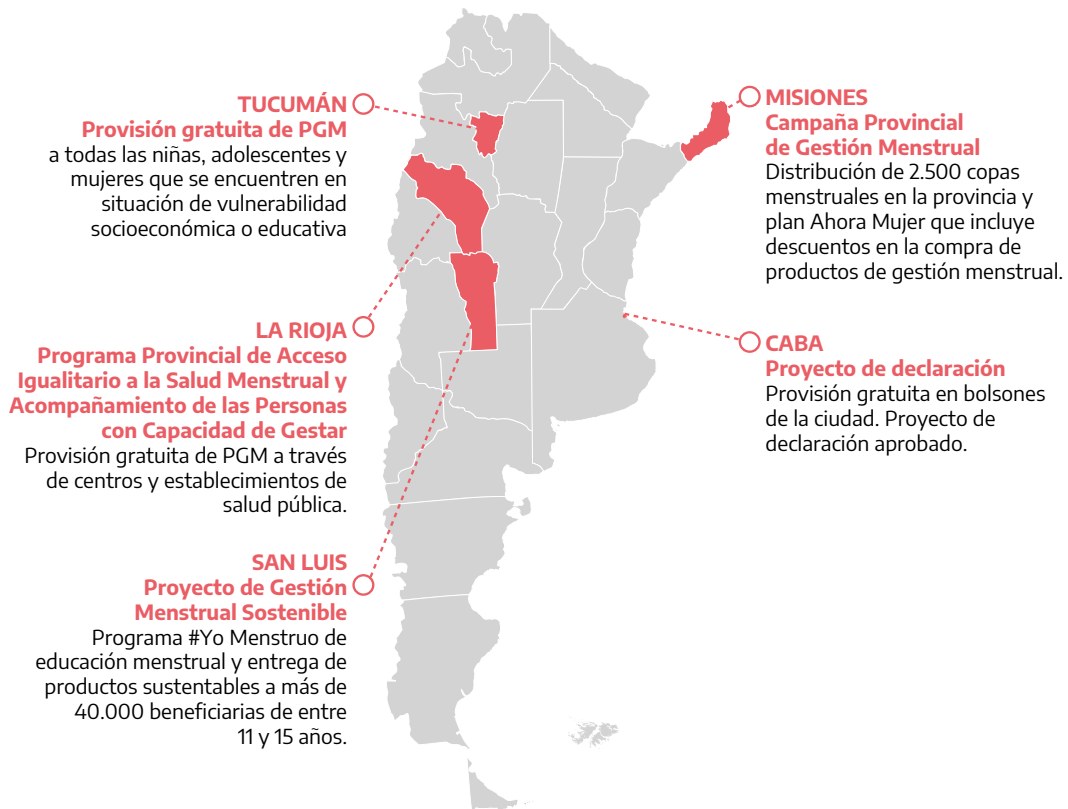 TUCUMÁN
Provisión gratuita de PGM
a todas las niñas, adolescentes y
mujeres que se encuentren en
situación de vulnerabilidad
socioeconómica o educativa
LA RIOJA
Programa Provincial de Acceso
Igualitario a la Salud Menstrual y
Acompañamiento de las Personas
con Capacidad de Gestar
Provisión gratuita de PGM a través
de centros y establecimientos de
salud pública.
SAN LUIS
Proyecto de Gestión
Menstrual Sostenible
Programa #Yo Menstruo de
educación menstrual y entrega de
productos sustentables a más de
40.000 beneficiarias de entre
11 y 15 años.
MISIONES
Campaña Provincial
de Gestión Menstrual
Distribución de 2.500 copas
menstruales en la provincia y
plan Ahora Mujer que incluye
descuentos en la compra de
productos de gestión menstrual.
CABA
Proyecto de declaración
Provisión gratuita en bolsones
de la ciudad. Proyecto de
declaración aprobado.